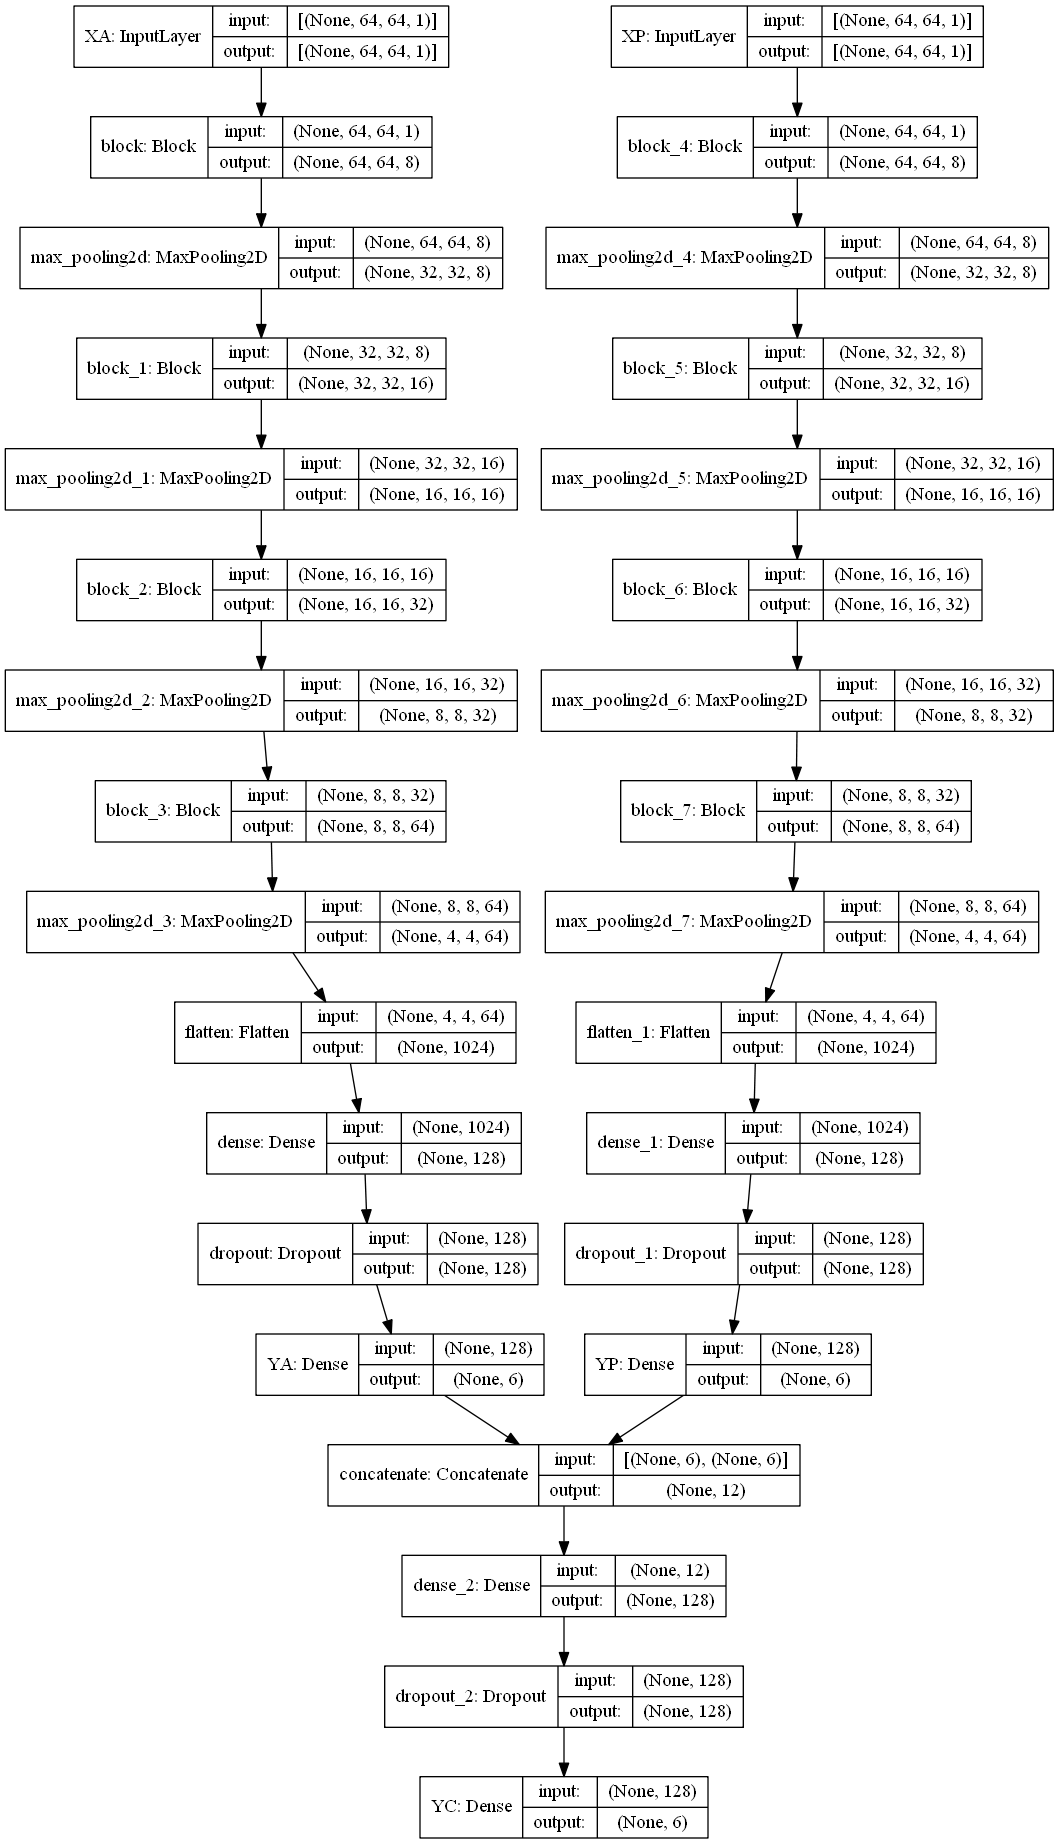 XA: InputLayer
input: [(None, 64, 64, 1)]
output: [(None, 64, 64, 1)]
XP: InputLayer
input: [(None, 64, 64, 1)]
output: [(None, 64, 64, 1)]
block: Block
input: (None, 64, 64, 1)
output: (None, 64, 64, 8)
block_4: Block
input: (None, 64, 64, 1)
output: (None, 64, 64, 8)
max_pooling2d: MaxPooling2D
input: (None, 64, 64, 8)
output: (None, 32, 32, 8)
max_pooling2d_4: MaxPooling2D
input: (None, 64, 64, 8)
output: (None, 32, 32, 8)
block_1: Block
input: (None, 32, 32, 8)
output: (None, 32, 32, 16)
block_5: Block
input: (None, 32, 32, 8)
output: (None, 32, 32, 16)
max_pooling2d_1: MaxPooling2D
input: (None, 32, 32, 16)
output: (None, 16, 16, 16)
max_pooling2d_5: MaxPooling2D
input: (None, 32, 32, 16)
output: (None, 16, 16, 16)
block_2: Block
input: (None, 16, 16, 16)
output: (None, 16, 16, 32)
block_6: Block
input: (None, 16, 16, 16)
output: (None, 16, 16, 32)
max_pooling2d_2: MaxPooling2D
input: (None, 16, 16, 32)
output: (None, 8, 8, 32)
max_pooling2d_6: MaxPooling2D
input: (None, 16, 16, 32)
output: (None, 8, 8, 32)
block_3: Block
input: (None, 8, 8, 32)
output: (None, 8, 8, 64)
block_7: Block
input: (None, 8, 8, 32)
output: (None, 8, 8, 64)
max_pooling2d_3: MaxPooling2D
input: (None, 8, 8, 64)
output: (None, 4, 4, 64)
max_pooling2d_7: MaxPooling2D
input: (None, 8, 8, 64)
output: (None, 4, 4, 64)
flatten: Flatten
input: (None, 4, 4, 64)
output: (None, 1024)
flatten_1: Flatten
input: (None, 4, 4, 64)
output: (None, 1024)
dense: Dense
input: (None, 1024)
output: (None, 128)
dense_1: Dense
input: (None, 1024)
output: (None, 128)
dropout: Dropout
input: (None, 128)
output: (None, 128)
dropout_1: Dropout
input: (None, 128)
output: (None, 128)
YA: Dense
input: (None, 128)
output: (None, 6)
YP: Dense
input: (None, 128)
output: (None, 6)
concatenate: Concatenate
input: [(None, 6), (None, 6)]
output: (None, 12)
dense_2: Dense
input: (None, 12)
output: (None, 128)
dropout_2: Dropout
input: (None, 128)
output: (None, 128)
YC: Dense
input: (None, 128)
output: (None, 6)